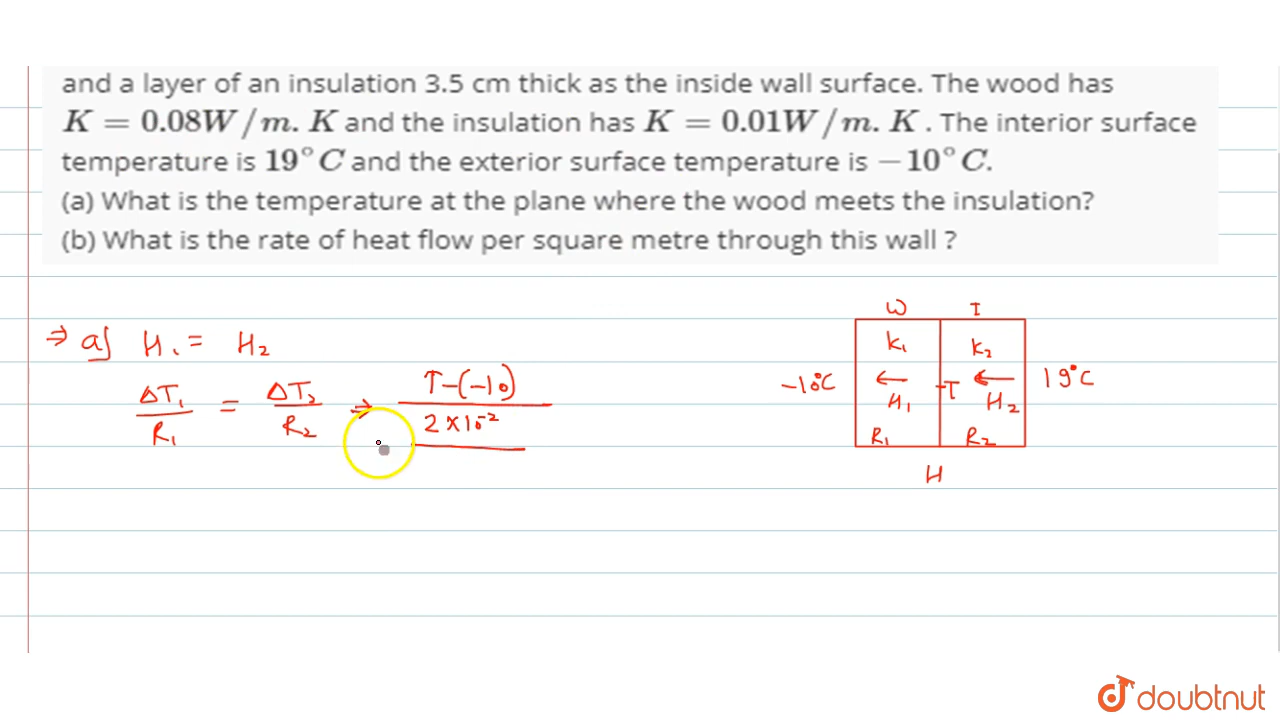 and a layer of an insulation 3.5 cm thick as the inside wall surface. The wood has
K = 0.08W/m. K and the insulation has K = 0.01W/m. K. The interior surface
temperature is 19°C and the exterior surface temperature is −10°C.
(a) What is the temperature at the plane where the wood meets the insulation?
(b) What is the rate of heat flow per square metre through this wall ?
⇒ a) H₁ = H₂
ΔT₁/R₁ = ΔT₂/R₂ ⇒ T-(-10)
2×10⁻²
W I
K₁ K₂
-10°C ← T ← 19°C
H₁ H₂
R₁ R₂
H
doubtnut